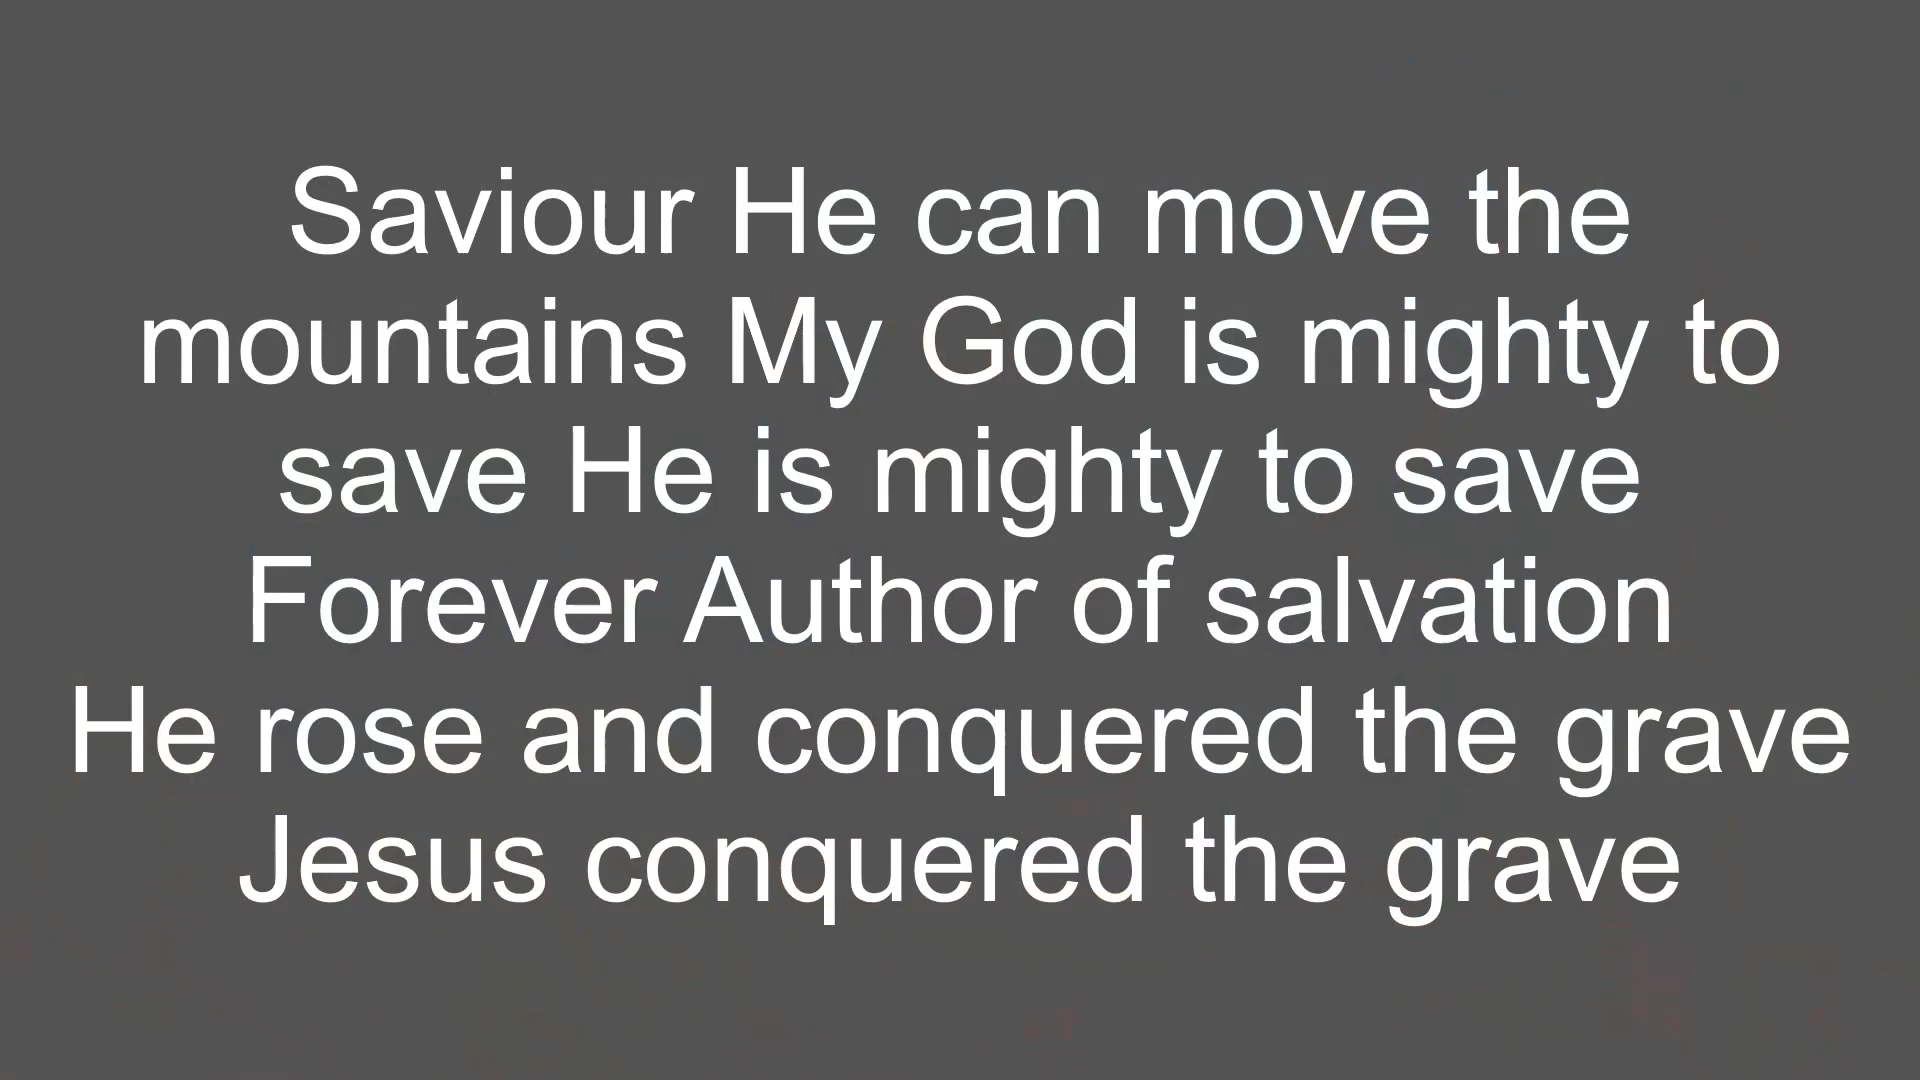 Saviour He can move the
mountains My God is mighty to
save He is mighty to save
Forever Author of salvation
He rose and conquered the grave
Jesus conquered the grave